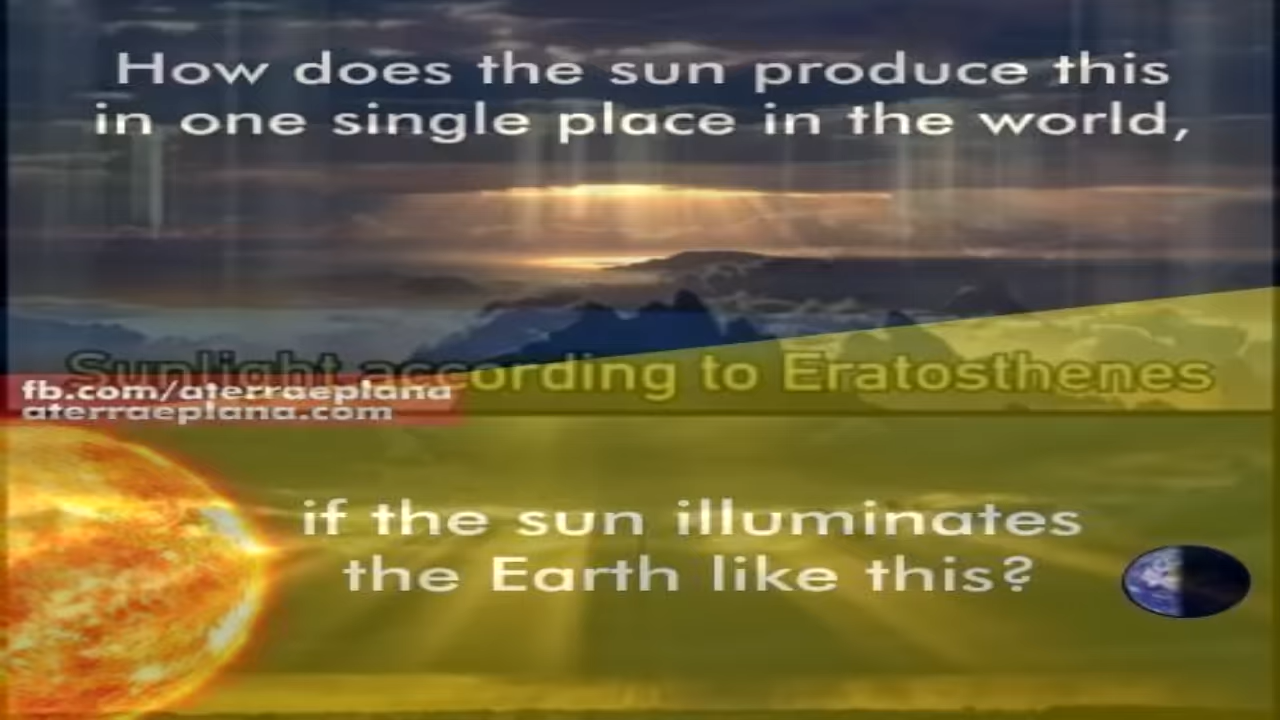 How does the sun produce this
in one single place in the world,
Sunlight according to Eratosthenes
fb.com/aterraeplana
aterraeplana.com
if the sun illuminates
the Earth like this?